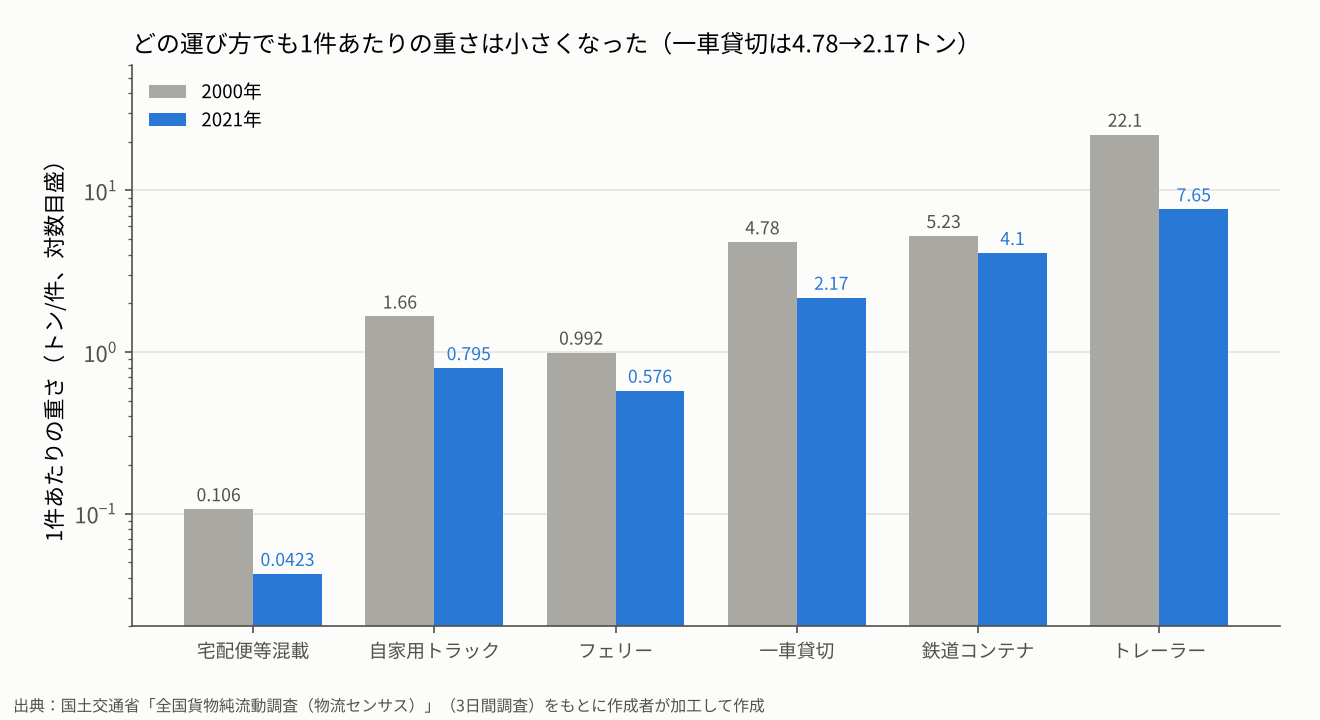 どの運び方でも1件あたりの重さは小さくなった（一車貸切は4.78→2.17トン）
2000年
2021年
1件あたりの重さ（トン/件、対数目盛）
10¹
10⁰
10⁻¹
0.106
0.0423
1.66
0.795
0.992
0.576
4.78
2.17
5.23
4.1
22.1
7.65
宅配便等混載
自家用トラック
フェリー
一車貸切
鉄道コンテナ
トレーラー
出典：国土交通省「全国貨物純流動調査（物流センサス）」（3日間調査）をもとに作成者が加工して作成